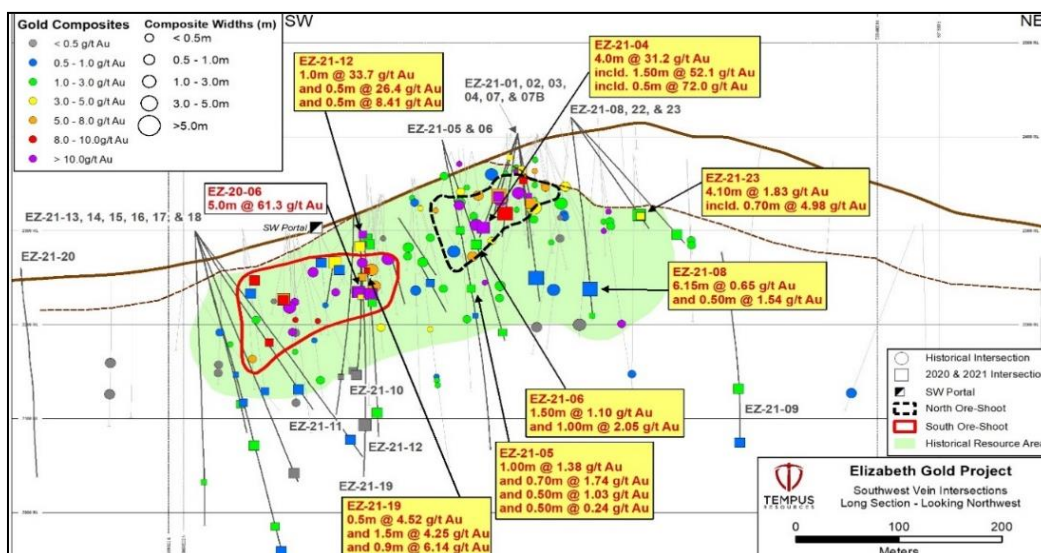 Gold Composites
< 0.5 g/t Au
0.5 - 1.0 g/t Au
1.0 - 3.0 g/t Au
3.0 - 5.0 g/t Au
5.0 - 8.0 g/t Au
8.0 - 10.0g/t Au
> 10.0g/t Au
Composite Widths (m)
< 0.5m
0.5 - 1.0m
1.0 - 3.0m
3.0 - 5.0m
>5.0m
SW
NE
EZ-21-12
1.0m @ 33.7 g/t Au
and 0.5m @ 26.4 g/t Au
and 0.5m @ 8.41 g/t Au
EZ-21-04
4.0m @ 31.2 g/t Au
incld. 1.50m @ 52.1 g/t Au
incld. 0.5m @ 72.0 g/t Au
EZ-21-01, 02, 03,
04, 07, & 07B
EZ-21-08, 22, & 23
EZ-21-05 & 06
EZ-20-06
5.0m @ 61.3 g/t Au
EZ-21-23
4.10m @ 1.83 g/t Au
incld. 0.70m @ 4.98 g/t Au
EZ-21-13, 14, 15, 16, 17, & 18
SW Portal
EZ-21-20
EZ-21-08
6.15m @ 0.65 g/t Au
and 0.50m @ 1.54 g/t Au
EZ-21-10
EZ-21-11
EZ-21-12
EZ-21-19
EZ-21-09
EZ-21-06
1.50m @ 1.10 g/t Au
and 1.00m @ 2.05 g/t Au
EZ-21-05
1.00m @ 1.38 g/t Au
and 0.70m @ 1.74 g/t Au
and 0.50m @ 1.03 g/t Au
and 0.50m @ 0.24 g/t Au
EZ-21-19
0.5m @ 4.52 g/t Au
and 1.5m @ 4.25 g/t Au
and 0.9m @ 6.14 g/t Au
Historical Intersection
2020 & 2021 Intersection
SW Portal
North Ore-Shoot
South Ore-Shoot
Historical Resource Area
TEMPUS
RESOURCES
Elizabeth Gold Project
Southwest Vein Intersections
Long Section - Looking Northwest
0 100 200
Meters